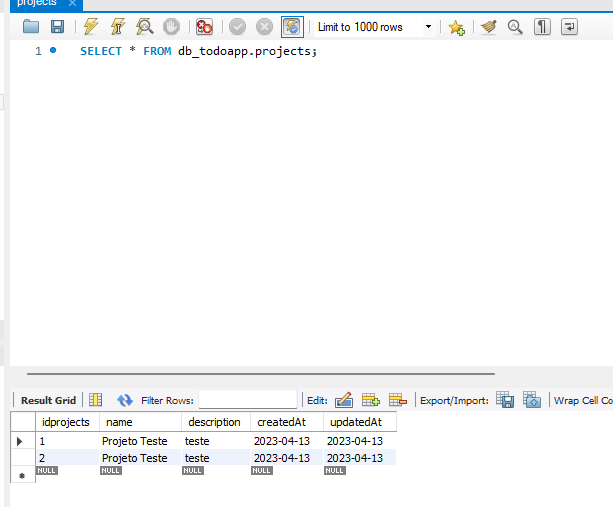 projects
Limit to 1000 rows
1 SELECT * FROM db_todoapp.projects;
Result Grid Filter Rows: Edit: Export/Import: Wrap Cell Co
idprojects name description createdAt updatedAt
1 Projeto Teste teste 2023-04-13 2023-04-13
2 Projeto Teste teste 2023-04-13 2023-04-13
NULL NULL NULL NULL NULL